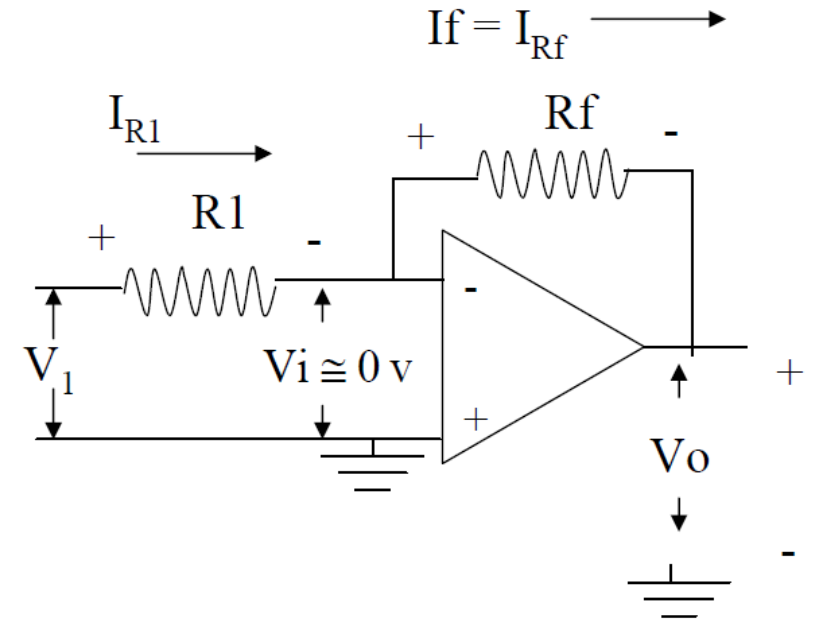 If = I_Rf
I_R1
+ Rf -
R1
+ -
-
V_1
Vi ≅ 0 v
+
+
Vo
-